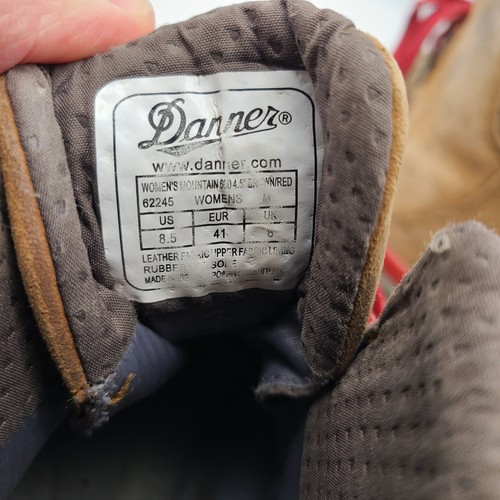 Danner®
www.danner.com
WOMEN'S MOUNTAIN 600 4.5" BROWN/RED
62245 WOMENS M
US EUR UK
8.5 41 6
LEATHER FABRIC UPPER FABRIC LINING
RUBBER SOLE
MADE IN